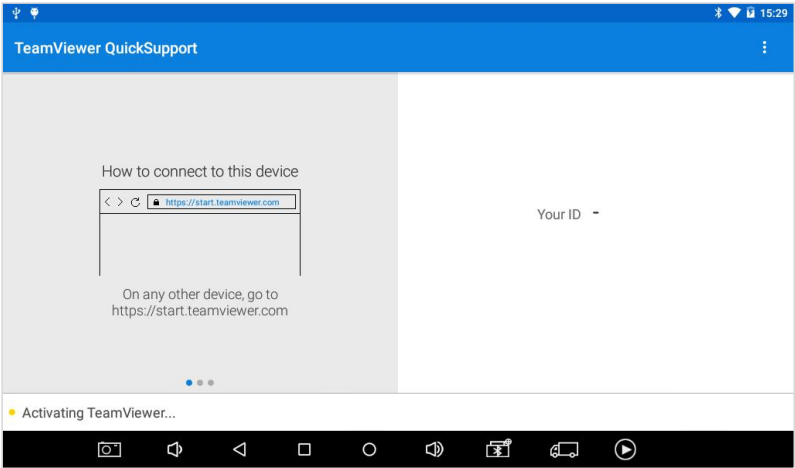 15:29
TeamViewer QuickSupport
How to connect to this device
https://start.teamviewer.com
On any other device, go to
https://start.teamviewer.com
Your ID -
Activating TeamViewer...